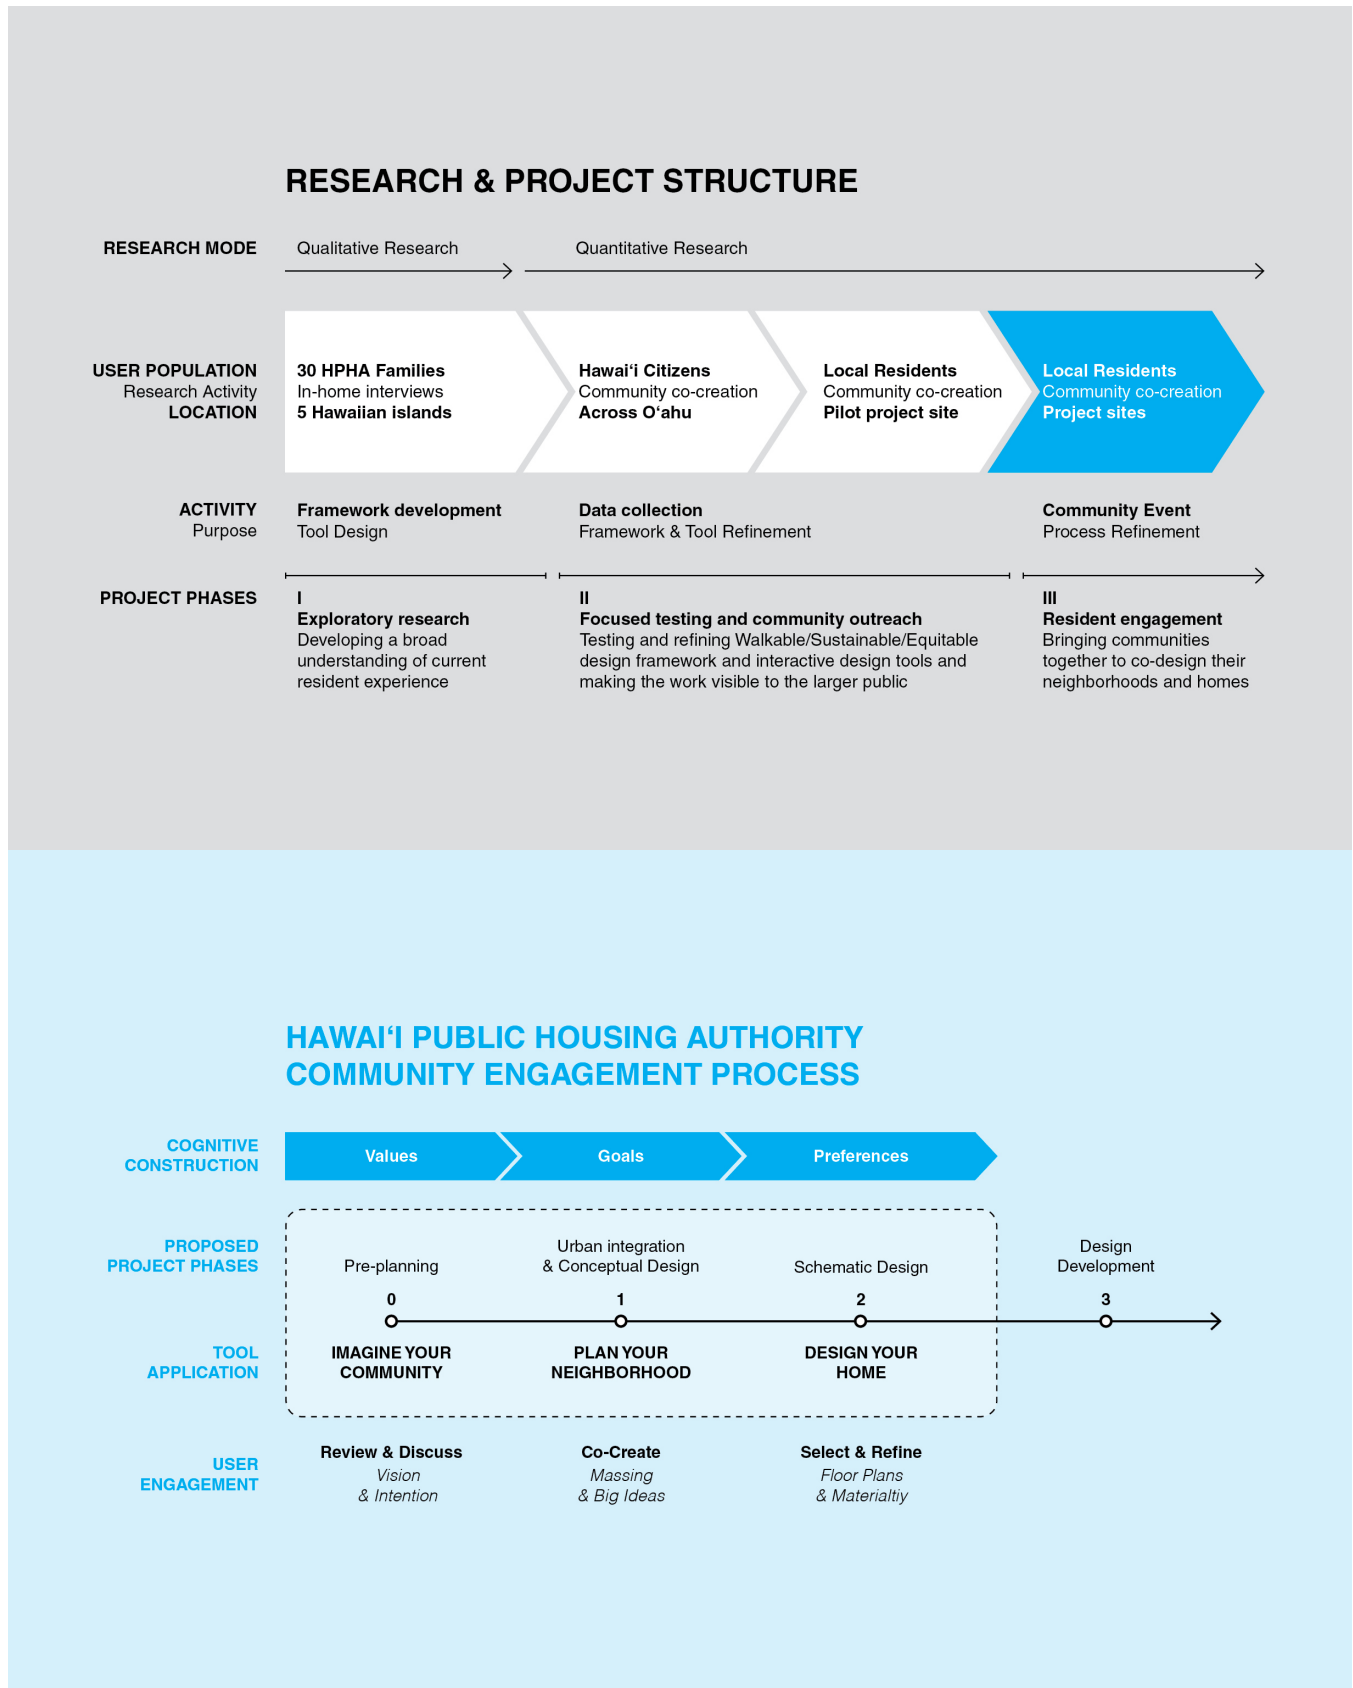 RESEARCH & PROJECT STRUCTURE
RESEARCH MODE
Qualitative Research
Quantitative Research
USER POPULATION
Research Activity
LOCATION
30 HPHA Families
In-home interviews
5 Hawaiian islands
Hawai‘i Citizens
Community co-creation
Across O‘ahu
Local Residents
Community co-creation
Pilot project site
Local Residents
Community co-creation
Project sites
ACTIVITY
Purpose
Framework development
Tool Design
Data collection
Framework & Tool Refinement
Community Event
Process Refinement
PROJECT PHASES
I
Exploratory research
Developing a broad
understanding of current
resident experience
II
Focused testing and community outreach
Testing and refining Walkable/Sustainable/Equitable
design framework and interactive design tools and
making the work visible to the larger public
III
Resident engagement
Bringing communities
together to co-design their
neighborhoods and homes
HAWAI‘I PUBLIC HOUSING AUTHORITY
COMMUNITY ENGAGEMENT PROCESS
COGNITIVE
CONSTRUCTION
Values
Goals
Preferences
PROPOSED
PROJECT PHASES
Pre-planning
0
Urban integration
& Conceptual Design
1
Schematic Design
2
Design
Development
3
TOOL
APPLICATION
IMAGINE YOUR
COMMUNITY
PLAN YOUR
NEIGHBORHOOD
DESIGN YOUR
HOME
USER
ENGAGEMENT
Review & Discuss
Vision
& Intention
Co-Create
Massing
& Big Ideas
Select & Refine
Floor Plans
& Materialtiy